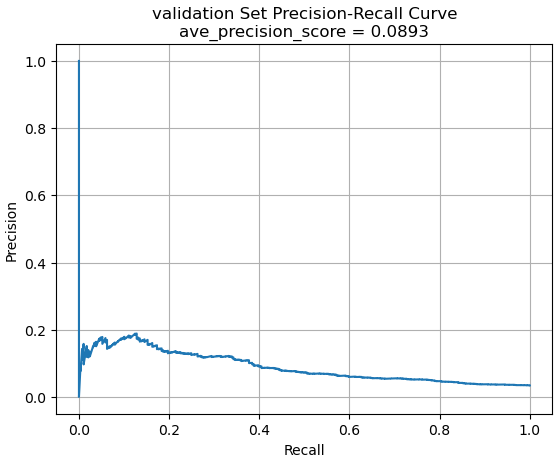 validation Set Precision-Recall Curve
ave_precision_score = 0.0893
1.0
0.8
0.6
0.4
0.2
0.0
Precision
0.0 0.2 0.4 0.6 0.8 1.0
Recall